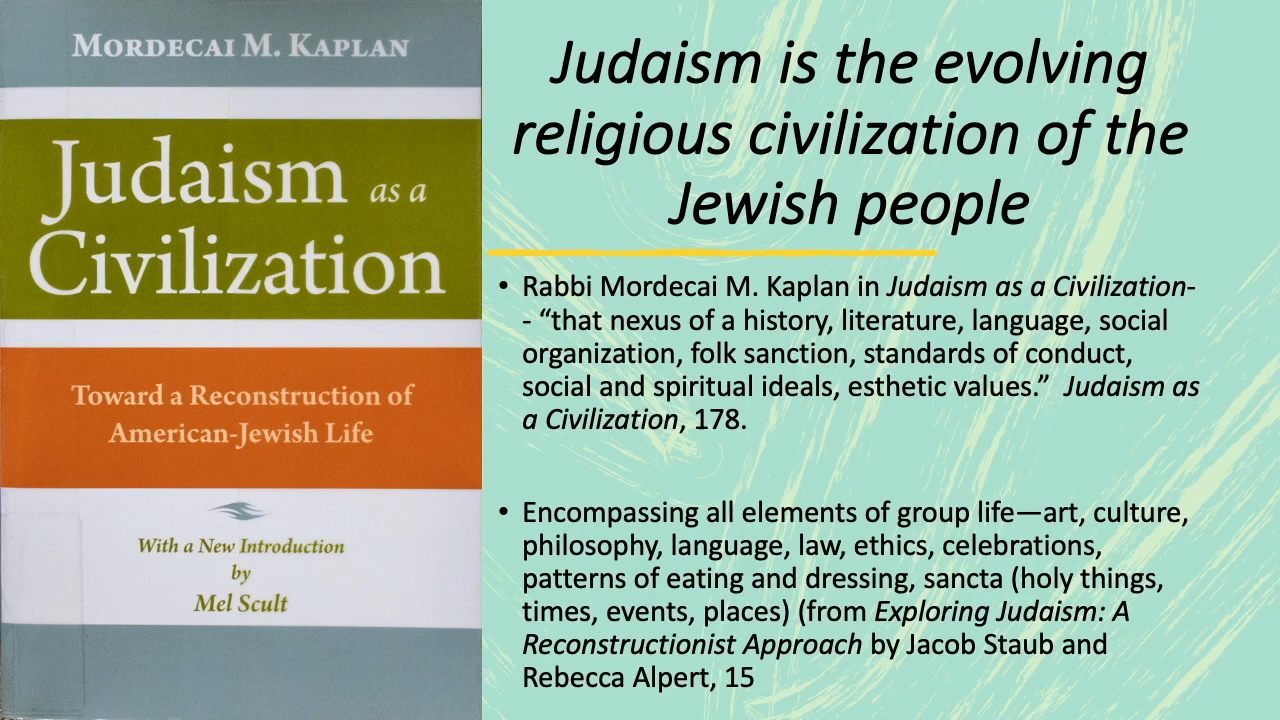 MORDECAI M. KAPLAN
Judaism as a
Civilization
Toward a Reconstruction of
American-Jewish Life
With a New Introduction
by
Mel Scult
Judaism is the evolving
religious civilization of the
Jewish people
• Rabbi Mordecai M. Kaplan in Judaism as a Civilization-
- “that nexus of a history, literature, language, social
organization, folk sanction, standards of conduct,
social and spiritual ideals, esthetic values.” Judaism as
a Civilization, 178.
• Encompassing all elements of group life—art, culture,
philosophy, language, law, ethics, celebrations,
patterns of eating and dressing, sancta (holy things,
times, events, places) (from Exploring Judaism: A
Reconstructionist Approach by Jacob Staub and
Rebecca Alpert, 15